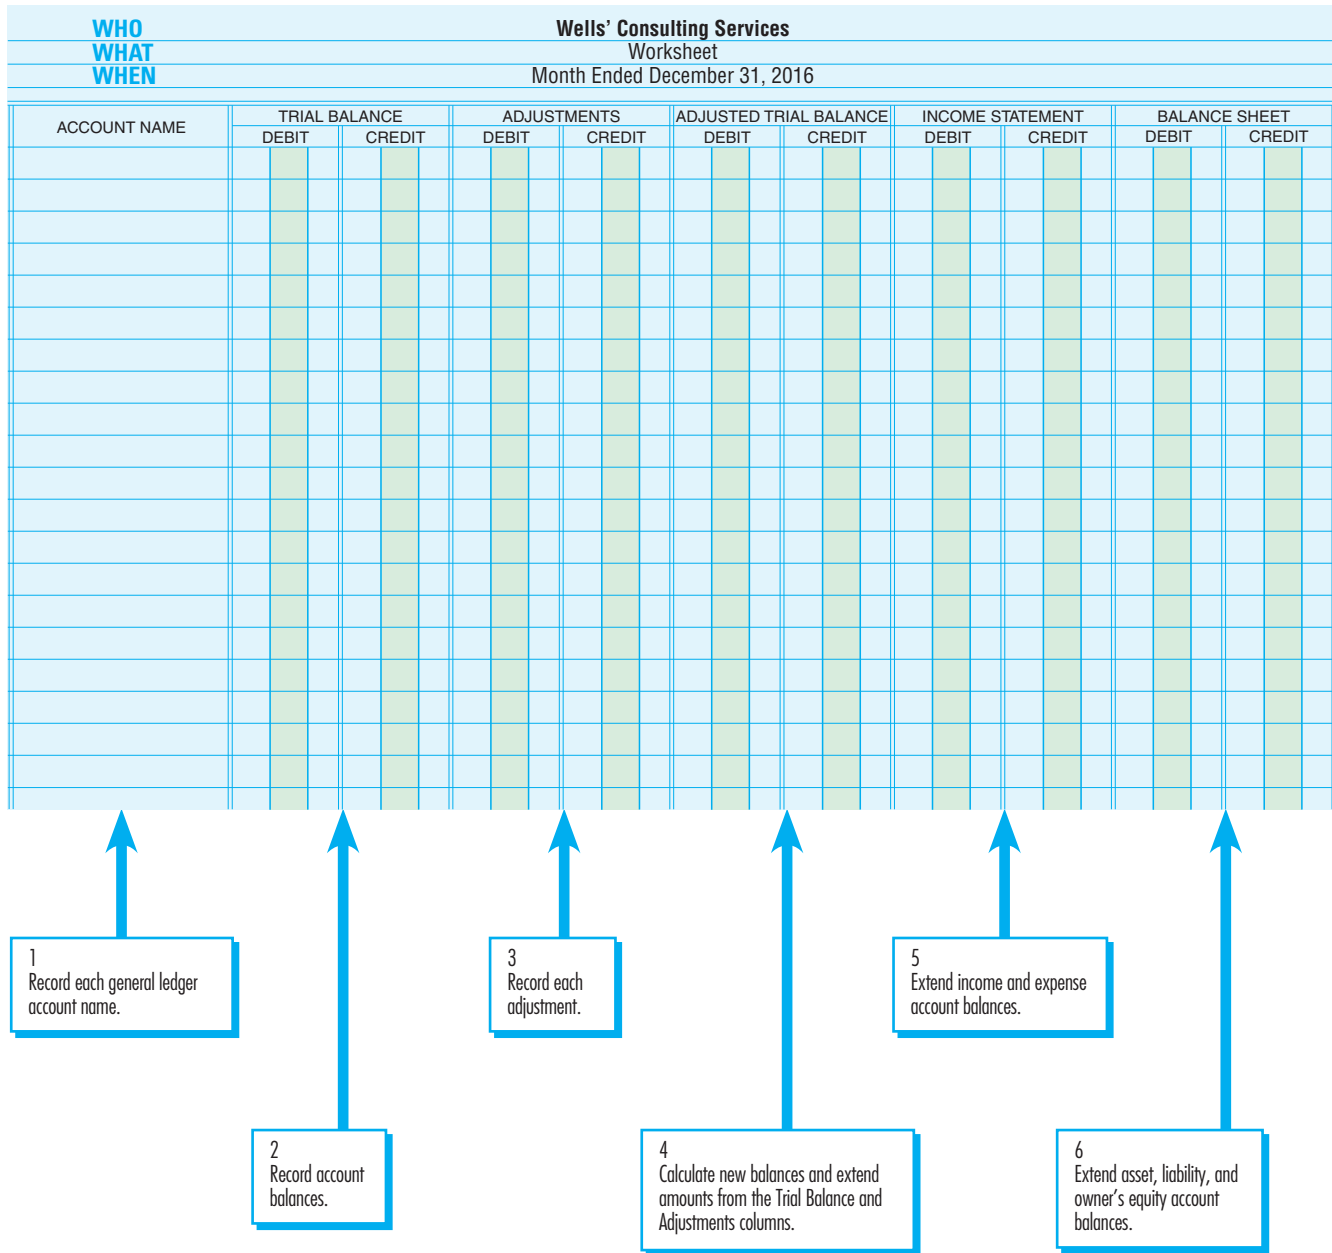 WHO Wells’ Consulting Services
WHAT Worksheet
WHEN Month Ended December 31, 2016
ACCOUNT NAME TRIAL BALANCE ADJUSTMENTS ADJUSTED TRIAL BALANCE INCOME STATEMENT BALANCE SHEET
DEBIT CREDIT DEBIT CREDIT DEBIT CREDIT DEBIT CREDIT DEBIT CREDIT
1
Record each general ledger
account name.
2
Record account
balances.
3
Record each
adjustment.
4
Calculate new balances and extend
amounts from the Trial Balance and
Adjustments columns.
5
Extend income and expense
account balances.
6
Extend asset, liability, and
owner’s equity account
balances.